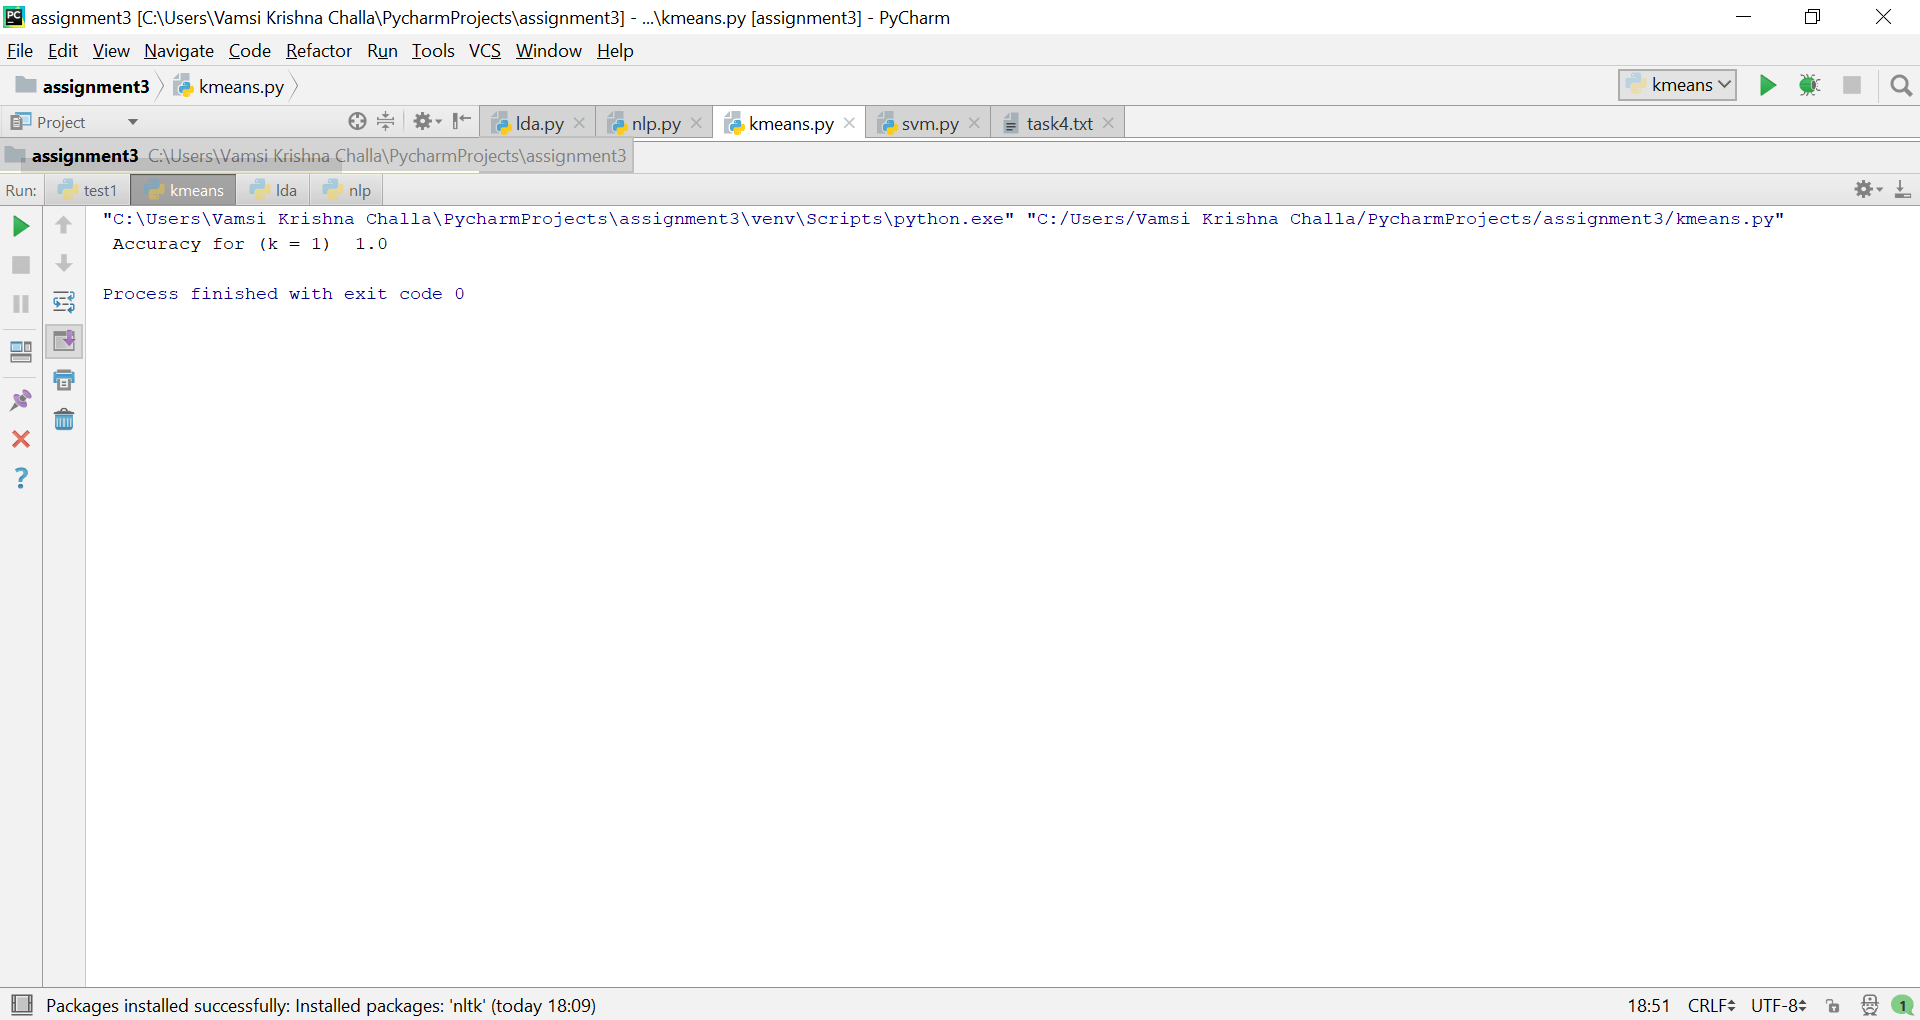 PC assignment3 [C:\Users\Vamsi Krishna Challa\PycharmProjects\assignment3] - ...\kmeans.py [assignment3] - PyCharm
File Edit View Navigate Code Refactor Run Tools VCS Window Help
assignment3 kmeans.py kmeans
Project lda.py nlp.py kmeans.py svm.py task4.txt
assignment3 C:\Users\Vamsi Krishna Challa\PycharmProjects\assignment3
Run: test1 kmeans lda nlp
"C:\Users\Vamsi Krishna Challa\PycharmProjects\assignment3\venv\Scripts\python.exe" "C:/Users/Vamsi Krishna Challa/PycharmProjects/assignment3/kmeans.py"
Accuracy for (k = 1)  1.0
Process finished with exit code 0
Packages installed successfully: Installed packages: 'nltk' (today 18:09) 18:51 CRLF UTF-8 1